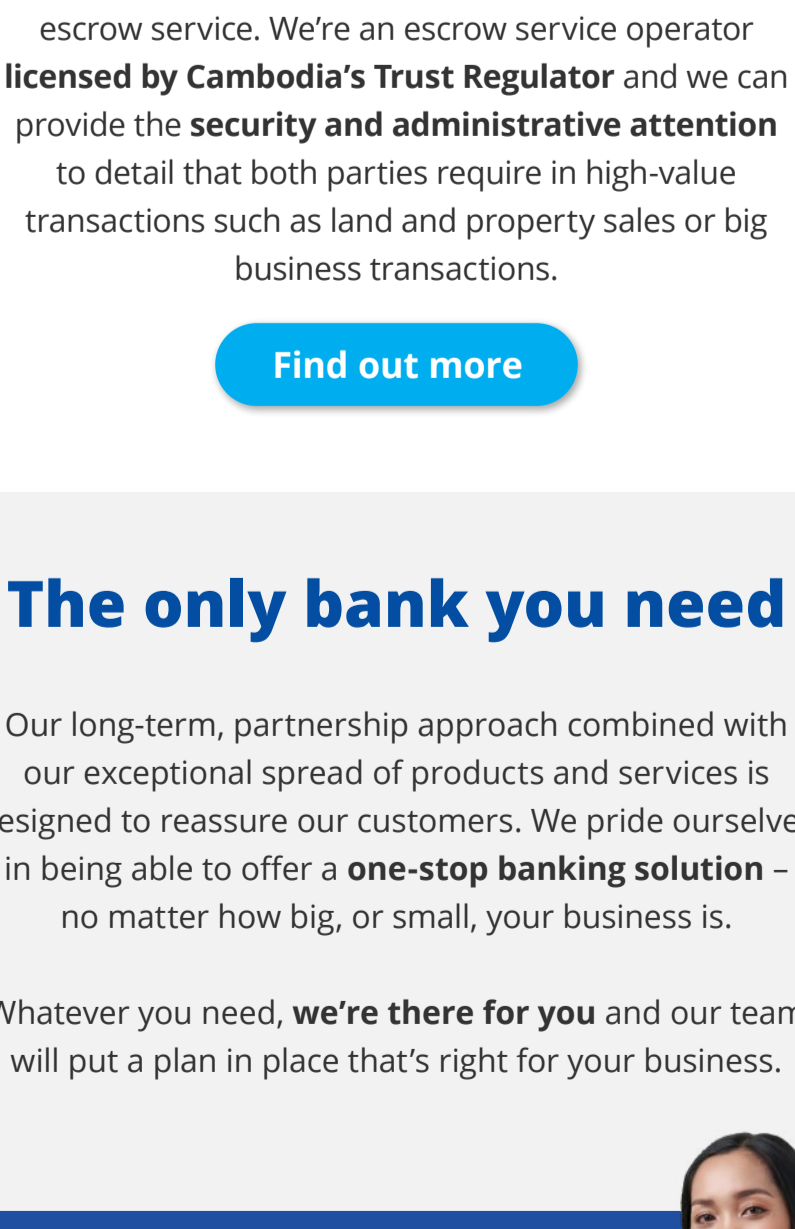 escrow service. We’re an escrow service operator
licensed by Cambodia’s Trust Regulator and we can
provide the security and administrative attention
to detail that both parties require in high-value
transactions such as land and property sales or big
business transactions.
Find out more
The only bank you need
Our long-term, partnership approach combined with
our exceptional spread of products and services is
esigned to reassure our customers. We pride ourselve
in being able to offer a one-stop banking solution –
no matter how big, or small, your business is.
Whatever you need, we’re there for you and our team
will put a plan in place that’s right for your business.